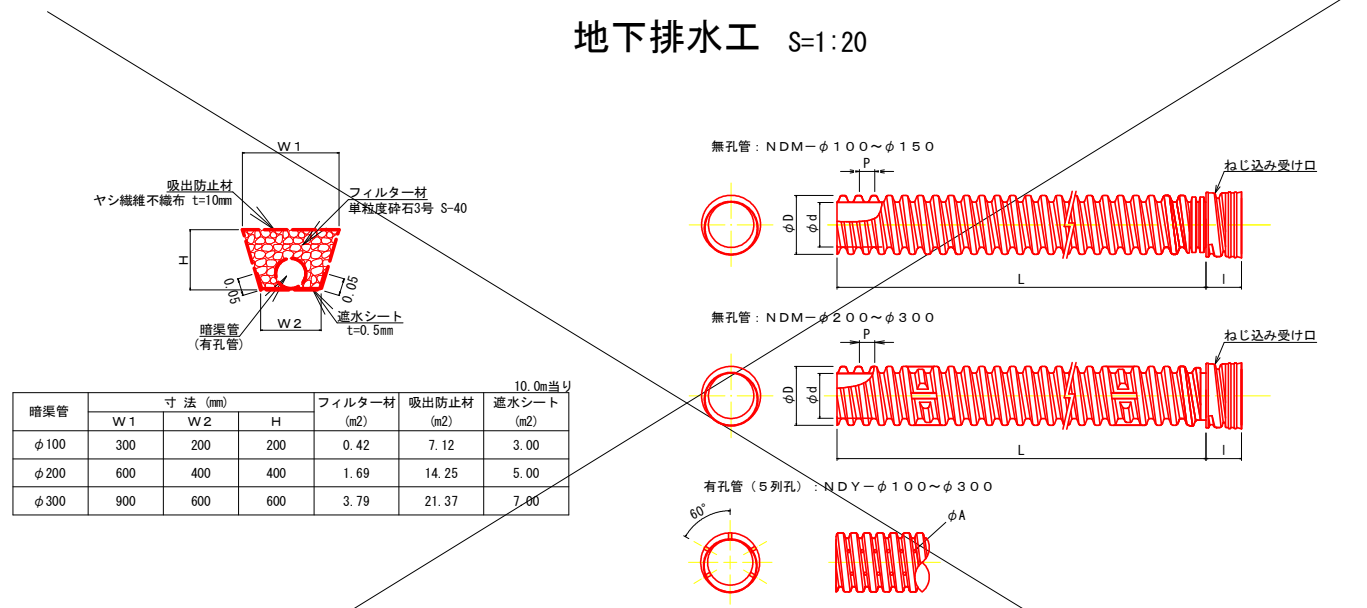 地下排水工 S=1:20
W1
吸出防止材
ヤシ繊維不織布 t=10mm
フィルター材
単粒度砕石3号 S-40
H
0.05
0.05
W2
暗渠管
(有孔管)
遮水シート
t=0.5mm
10.0m当り
暗渠管 寸 法 (mm) フィルター材 吸出防止材 遮水シート
W1 W2 H (m2) (m2) (m2)
φ100 300 200 200 0.42 7.12 3.00
φ200 600 400 400 1.69 14.25 5.00
φ300 900 600 600 3.79 21.37 7.00
無孔管:NDM-φ100~φ150
P
ねじ込み受け口
φD
φd
L
l
無孔管:NDM-φ200~φ300
P
ねじ込み受け口
φD
φd
L
l
有孔管(5列孔):NDY-φ100~φ300
60°
φA